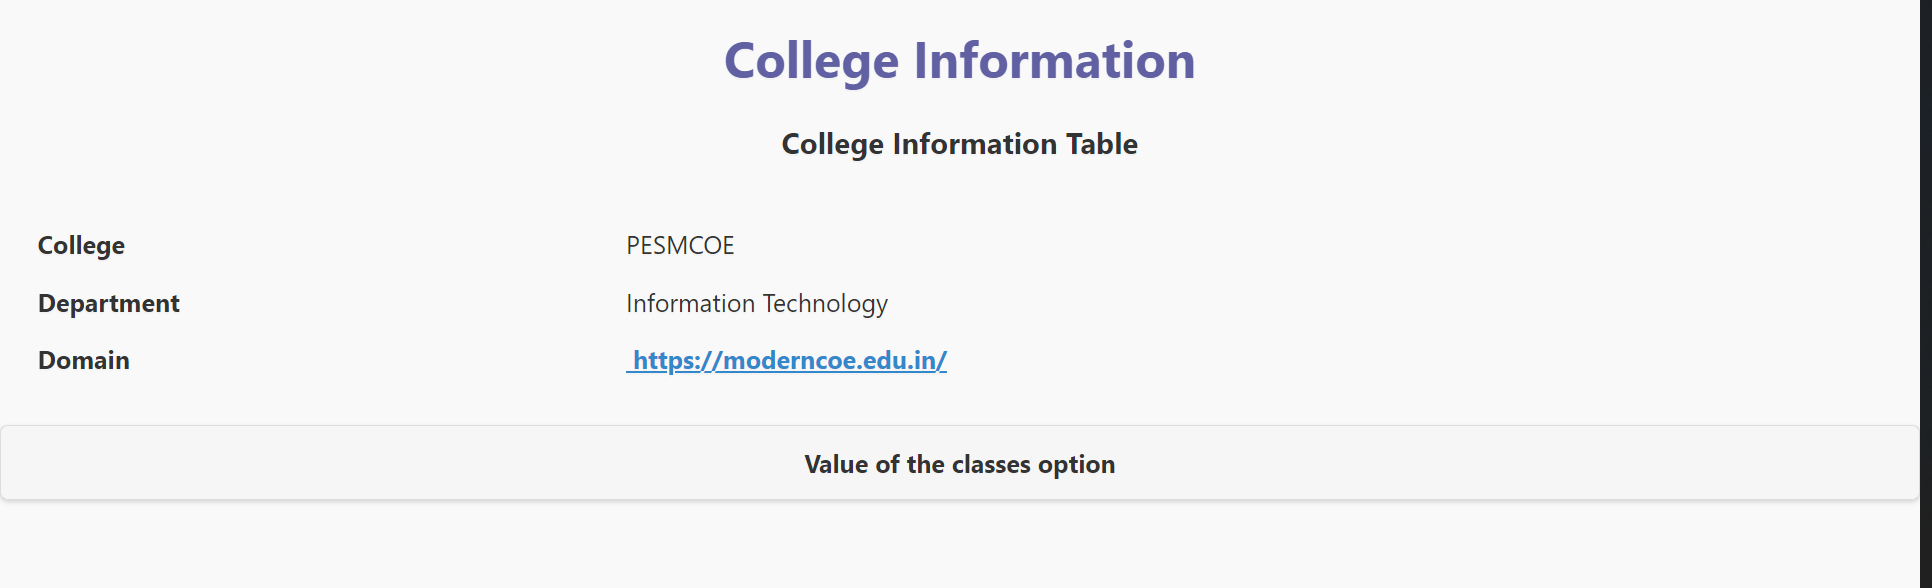 College Information
College Information Table
College PESMCOE
Department Information Technology
Domain https://moderncoe.edu.in/
Value of the classes option